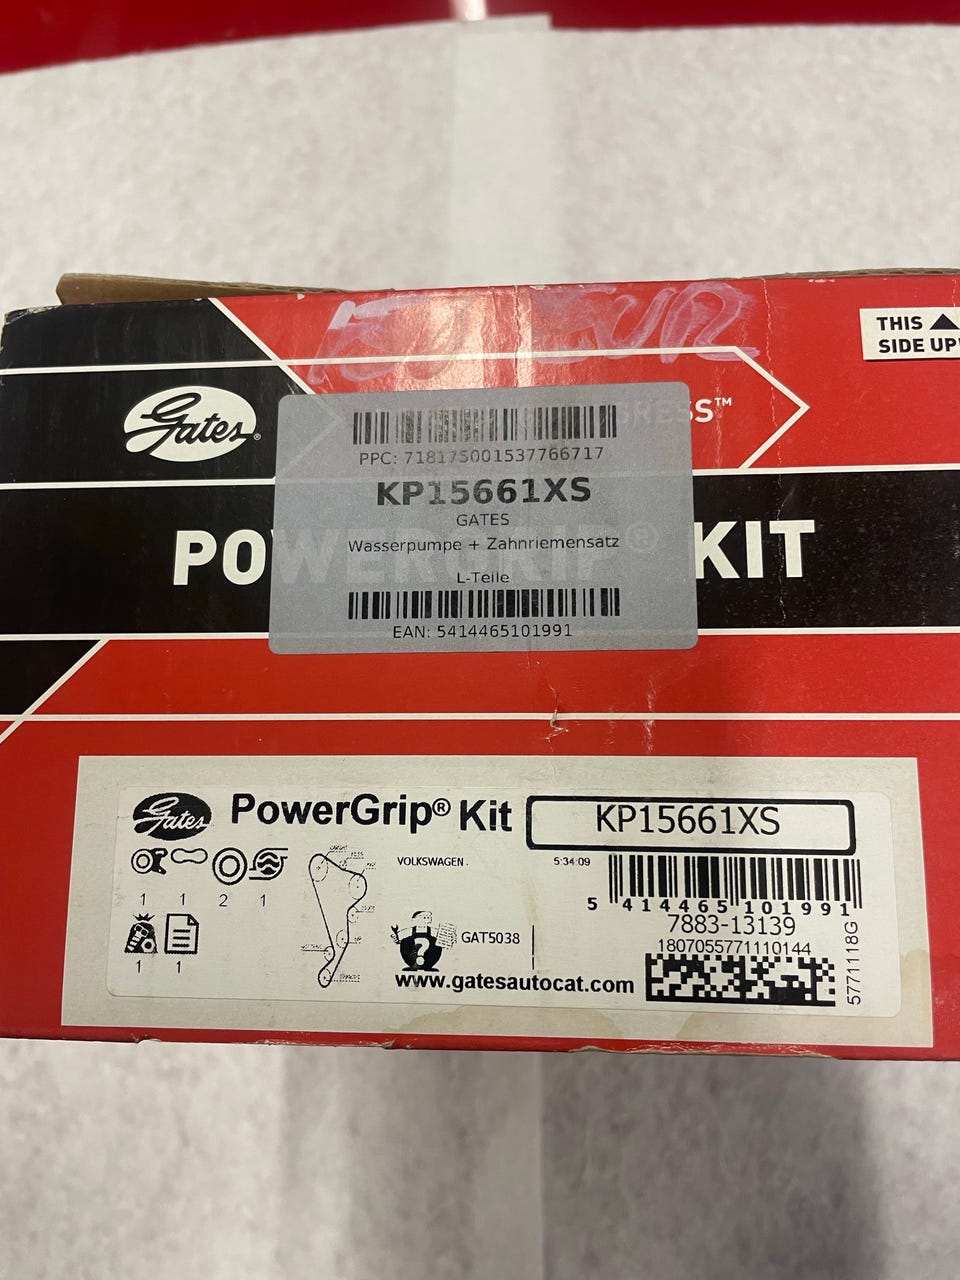 THIS
SIDE UP
Gates®
RESS™
PPC: 718175001537766717
KP15661XS
GATES
Wasserpumpe + Zahnriemensatz
L-Teile
EAN: 5414465101991
POWERGRIP® KIT
Gates
PowerGrip® Kit
KP15661XS
VOLKSWAGEN.
5:34:09
5 414465 101991
1 1 2 1
7883-13139
GAT5038
1807055771110144
1 1
www.gatesautocat.com
5771118G